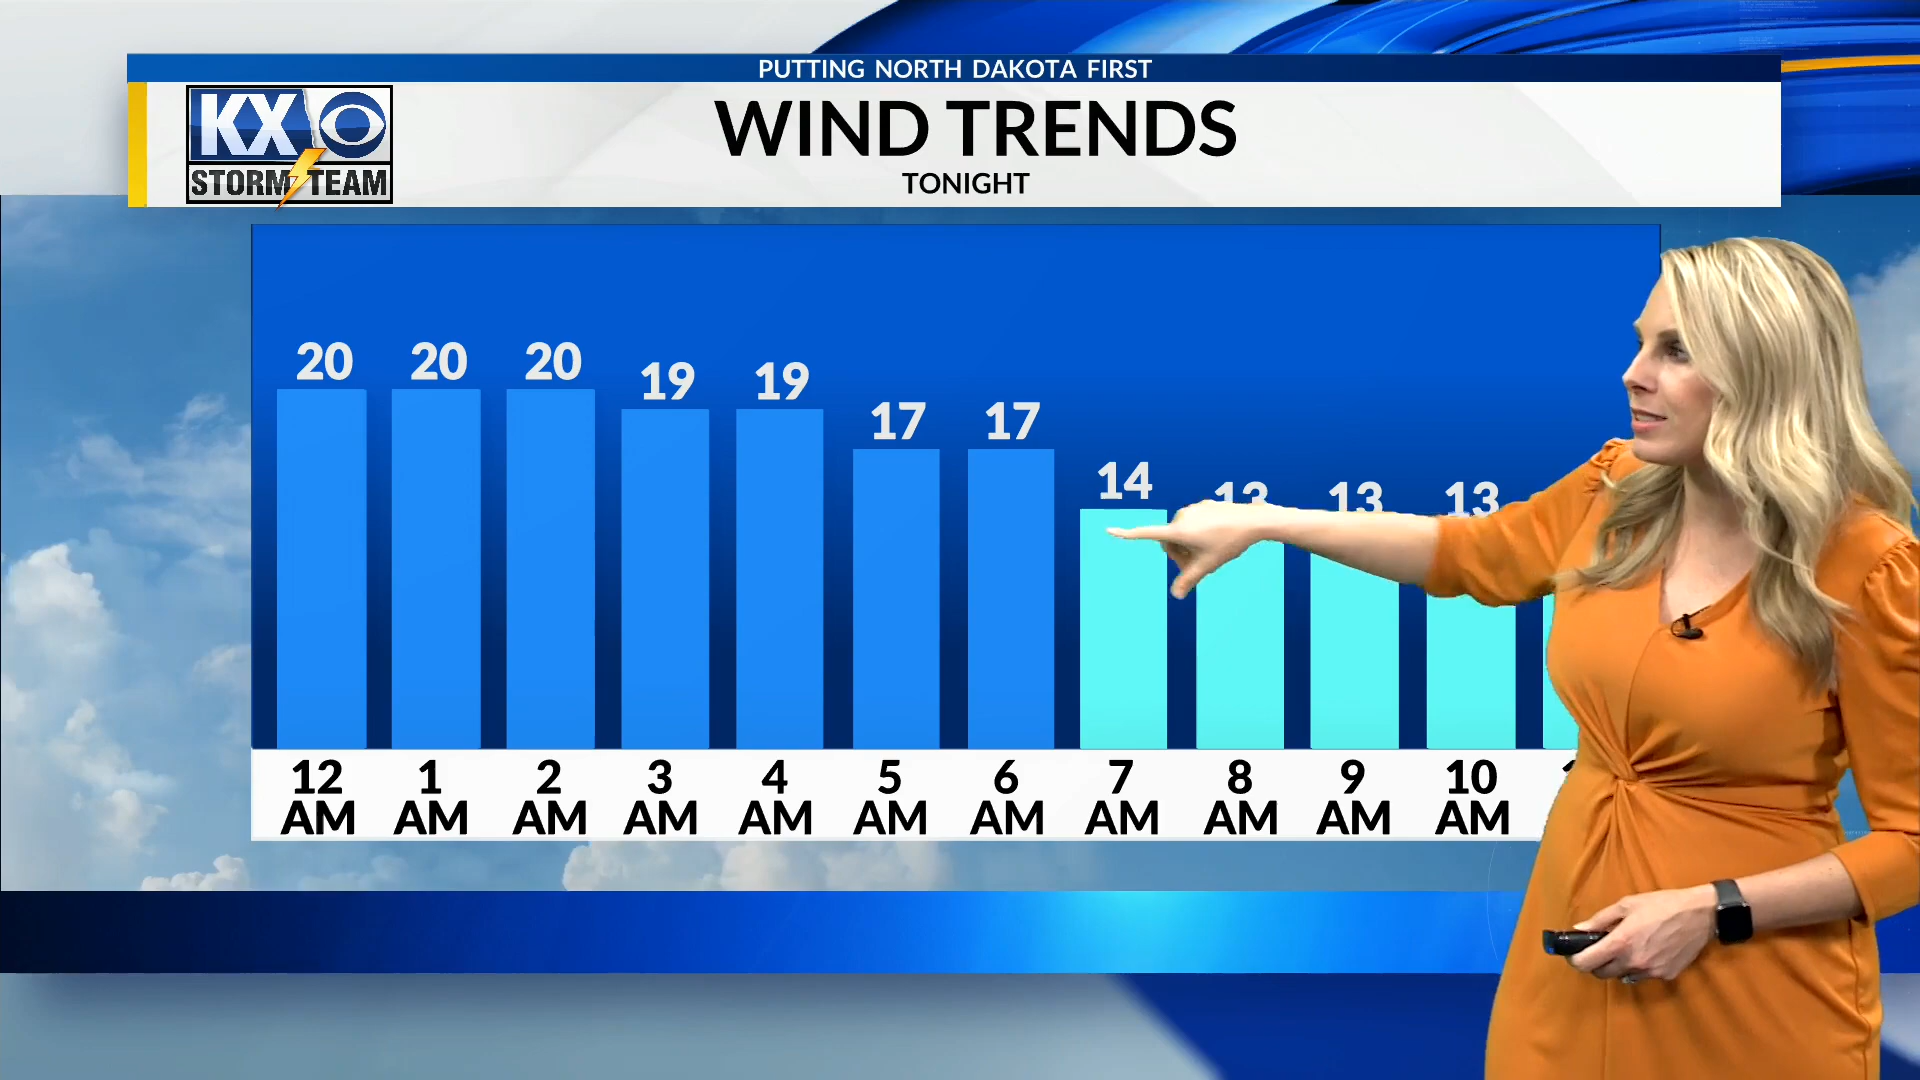 PUTTING NORTH DAKOTA FIRST
KX
STORM TEAM
WIND TRENDS
TONIGHT
20 20 20 19 19 17 17 14 13 13 13
12 AM
1 AM
2 AM
3 AM
4 AM
5 AM
6 AM
7 AM
8 AM
9 AM
10 AM